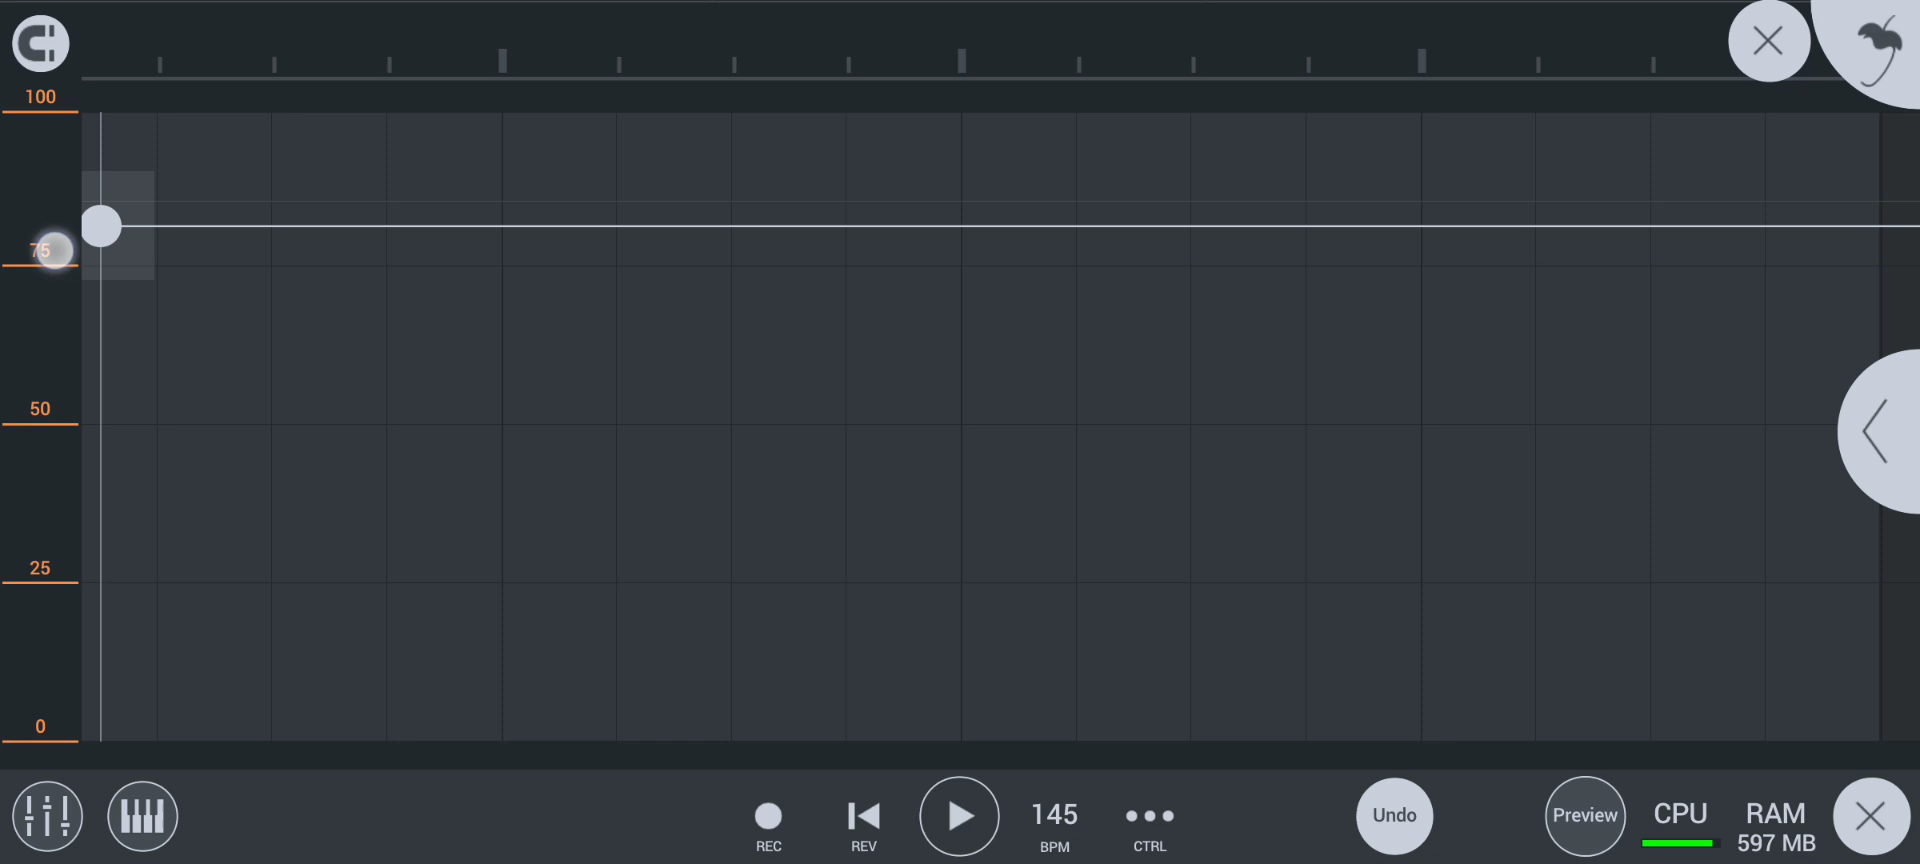 100
75
50
25
0
REC
REV
145
BPM
CTRL
Undo
Preview
CPU
RAM
597 MB